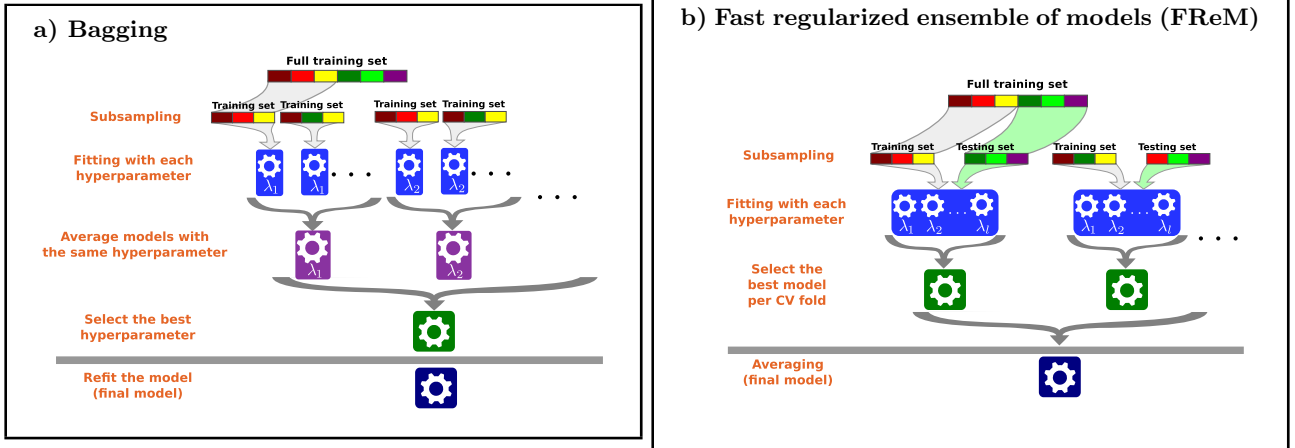 a) Bagging
Full training set
Training set Training set Training set Training set
Subsampling
Fitting with each
hyperparameter
λ1 λ1 . . . λ2 λ2 . . .
. . .
Average models with
the same hyperparameter
λ1 λ2
Select the best
hyperparameter
Refit the model
(final model)
b) Fast regularized ensemble of models (FReM)
Full training set
Training set Testing set Training set Testing set
Subsampling
Fitting with each
hyperparameter
λ1 λ2 ... λl λ1 λ2 ... λl
. . .
Select the
best model
per CV fold
Averaging
(final model)